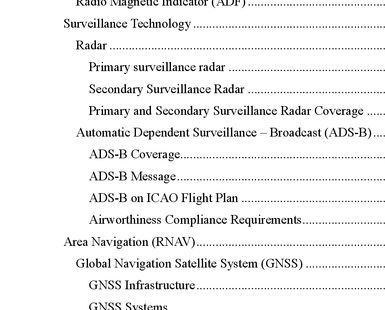 Radio Magnetic Indicator (ADF)
Surveillance Technology
Radar
Primary surveillance radar
Secondary Surveillance Radar
Primary and Secondary Surveillance Radar Coverage
Automatic Dependent Surveillance – Broadcast (ADS-B)
ADS-B Coverage
ADS-B Message
ADS-B on ICAO Flight Plan
Airworthiness Compliance Requirements
Area Navigation (RNAV)
Global Navigation Satellite System (GNSS)
GNSS Infrastructure
GNSS Systems